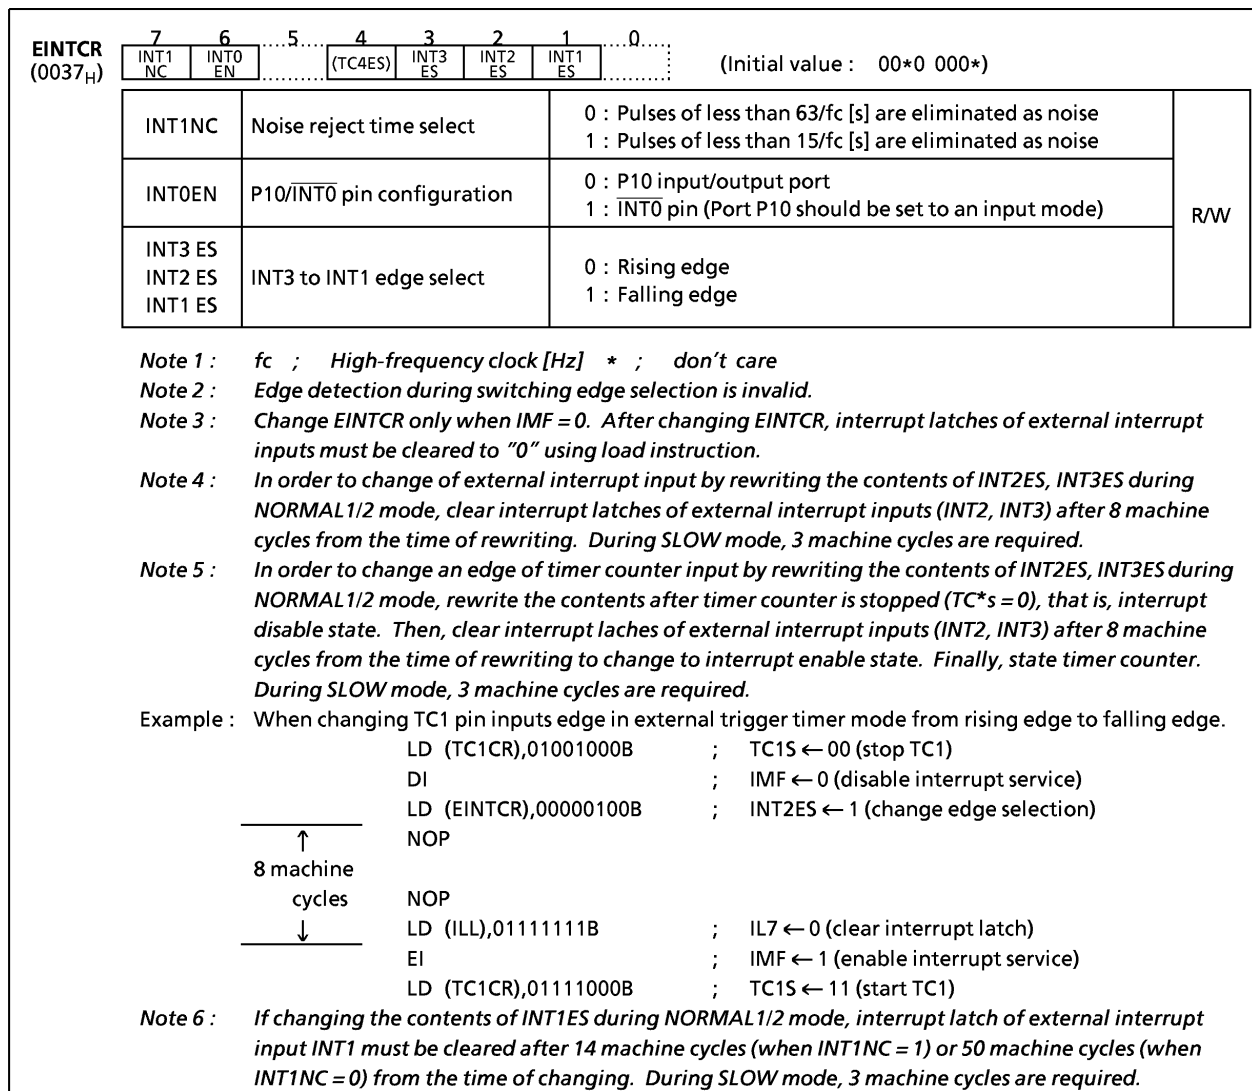 7 6 5 4 3 2 1 0
EINTCR
(0037H)
INT1 NC
INT0 EN
(TC4ES)
INT3 ES
INT2 ES
INT1 ES
(Initial value : 00*0 000*)
INT1NC
Noise reject time select
0 : Pulses of less than 63/fc [s] are eliminated as noise
1 : Pulses of less than 15/fc [s] are eliminated as noise
INT0EN
P10/INT0 pin configuration
0 : P10 input/output port
1 : INT0 pin (Port P10 should be set to an input mode)
R/W
INT3 ES
INT2 ES
INT1 ES
INT3 to INT1 edge select
0 : Rising edge
1 : Falling edge
Note 1 : fc ; High-frequency clock [Hz] * ; don't care
Note 2 : Edge detection during switching edge selection is invalid.
Note 3 : Change EINTCR only when IMF = 0. After changing EINTCR, interrupt latches of external interrupt
inputs must be cleared to "0" using load instruction.
Note 4 : In order to change of external interrupt input by rewriting the contents of INT2ES, INT3ES during
NORMAL1/2 mode, clear interrupt latches of external interrupt inputs (INT2, INT3) after 8 machine
cycles from the time of rewriting. During SLOW mode, 3 machine cycles are required.
Note 5 : In order to change an edge of timer counter input by rewriting the contents of INT2ES, INT3ES during
NORMAL1/2 mode, rewrite the contents after timer counter is stopped (TC*s = 0), that is, interrupt
disable state. Then, clear interrupt laches of external interrupt inputs (INT2, INT3) after 8 machine
cycles from the time of rewriting to change to interrupt enable state. Finally, state timer counter.
During SLOW mode, 3 machine cycles are required.
Example : When changing TC1 pin inputs edge in external trigger timer mode from rising edge to falling edge.
LD (TC1CR),01001000B ; TC1S ← 00 (stop TC1)
DI ; IMF ← 0 (disable interrupt service)
LD (EINTCR),00000100B ; INT2ES ← 1 (change edge selection)
↑ NOP
8 machine
cycles NOP
↓ LD (ILL),01111111B ; IL7 ← 0 (clear interrupt latch)
EI ; IMF ← 1 (enable interrupt service)
LD (TC1CR),01111000B ; TC1S ← 11 (start TC1)
Note 6 : If changing the contents of INT1ES during NORMAL1/2 mode, interrupt latch of external interrupt
input INT1 must be cleared after 14 machine cycles (when INT1NC = 1) or 50 machine cycles (when
INT1NC = 0) from the time of changing. During SLOW mode, 3 machine cycles are required.